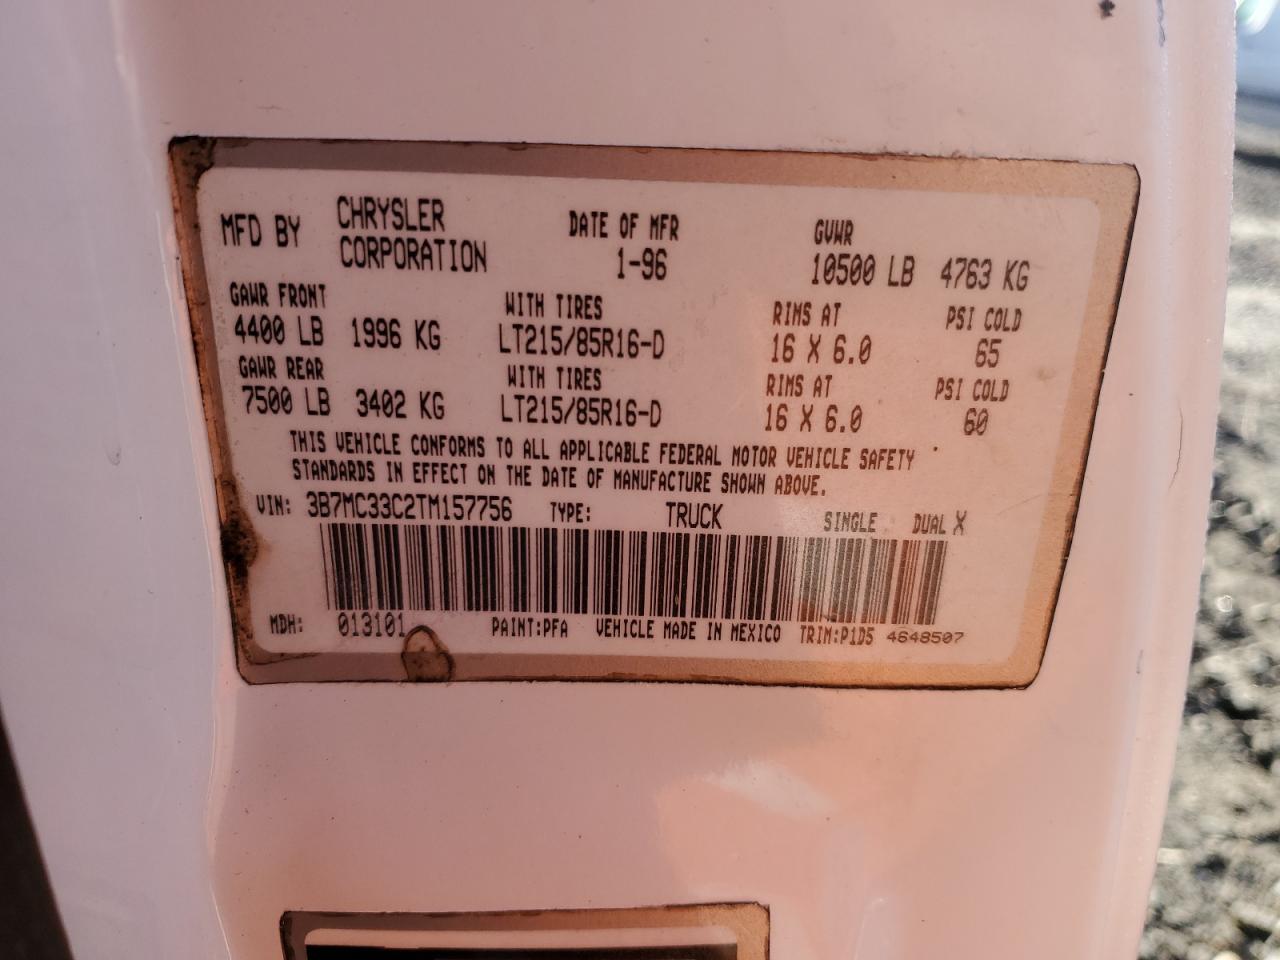 MFD BY CHRYSLER CORPORATION DATE OF MFR 1-96 GVWR 10500 LB 4763 KG
GAWR FRONT WITH TIRES RIMS AT PSI COLD
4400 LB 1996 KG LT215/85R16-D 16 X 6.0 65
GAWR REAR WITH TIRES RIMS AT PSI COLD
7500 LB 3402 KG LT215/85R16-D 16 X 6.0 60
THIS VEHICLE CONFORMS TO ALL APPLICABLE FEDERAL MOTOR VEHICLE SAFETY
STANDARDS IN EFFECT ON THE DATE OF MANUFACTURE SHOWN ABOVE.
VIN: 3B7MC33C2TM157756 TYPE: TRUCK SINGLE DUAL X
MDH: 013101 PAINT:PFA VEHICLE MADE IN MEXICO TRIM:P1D5 4648507